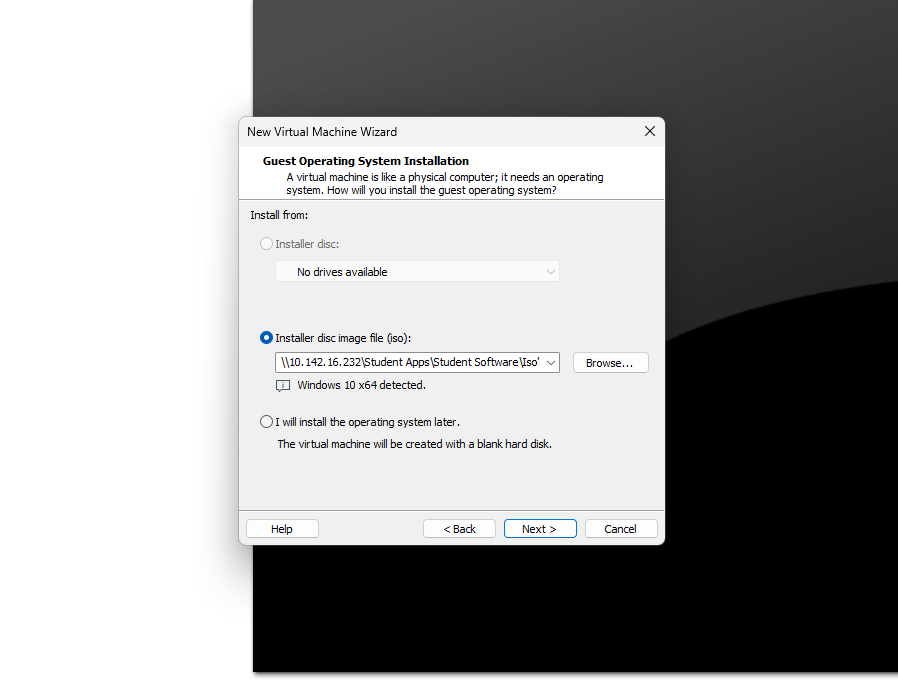 New Virtual Machine Wizard
Guest Operating System Installation
A virtual machine is like a physical computer; it needs an operating
system. How will you install the guest operating system?
Install from:
Installer disc:
No drives available
Installer disc image file (iso):
\\10.142.16.232\Student Apps\Student Software\Iso'
Browse...
Windows 10 x64 detected.
I will install the operating system later.
The virtual machine will be created with a blank hard disk.
Help
< Back
Next >
Cancel